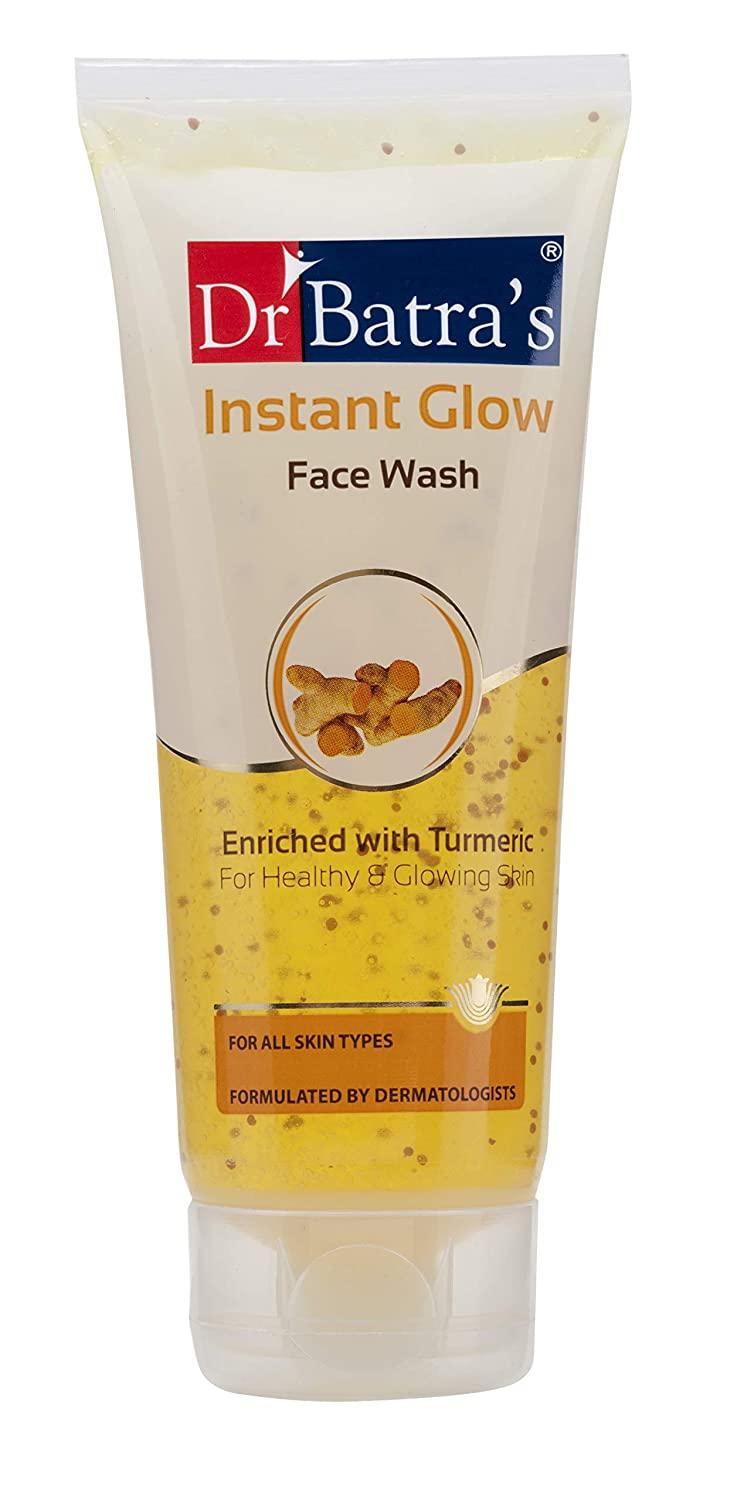 Dr Batra's®
Instant Glow
Face Wash
Enriched with Turmeric
For Healthy & Glowing Skin
FOR ALL SKIN TYPES
FORMULATED BY DERMATOLOGISTS